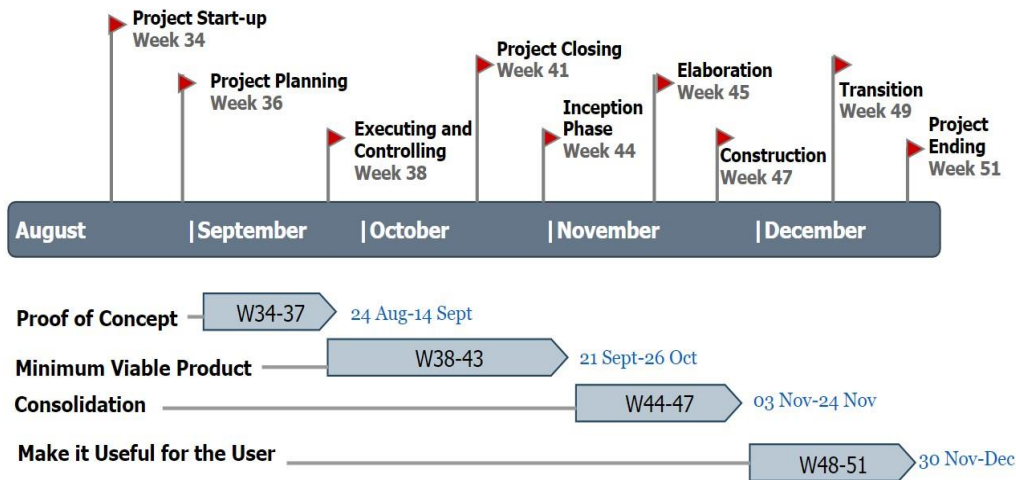 Project Start-up
Week 34
Project Planning
Week 36
Executing and
Controlling
Week 38
Project Closing
Week 41
Inception
Phase
Week 44
Elaboration
Week 45
Construction
Week 47
Transition
Week 49
Project
Ending
Week 51
August |September |October |November |December
Proof of Concept W34-37 24 Aug-14 Sept
Minimum Viable Product W38-43 21 Sept-26 Oct
Consolidation W44-47 03 Nov-24 Nov
Make it Useful for the User W48-51 30 Nov-Dec